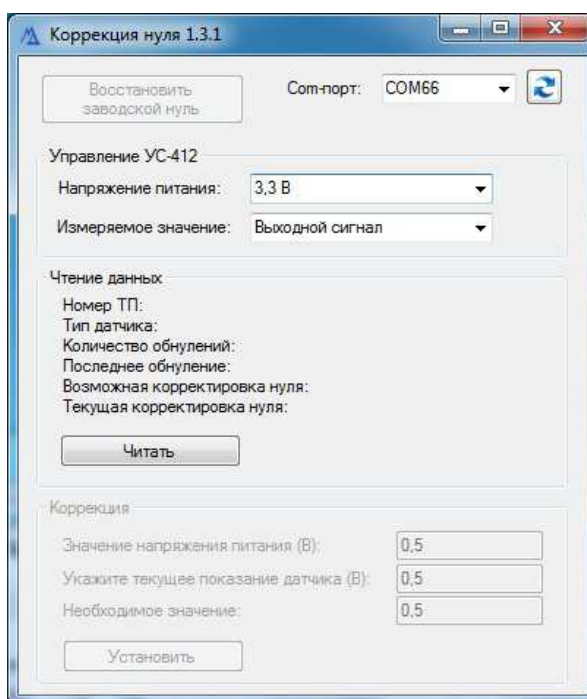 Коррекция нуля 1.3.1
Восстановить
заводской нуль
Com-порт: COM66
Управление УС-412
Напряжение питания: 3,3 В
Измеряемое значение: Выходной сигнал
Чтение данных
Номер ТП:
Тип датчика:
Количество обнулений:
Последнее обнуление:
Возможная корректировка нуля:
Текущая корректировка нуля:
Читать
Коррекция
Значение напряжения питания (В): 0,5
Укажите текущее показание датчика (В): 0,5
Необходимое значение: 0,5
Установить